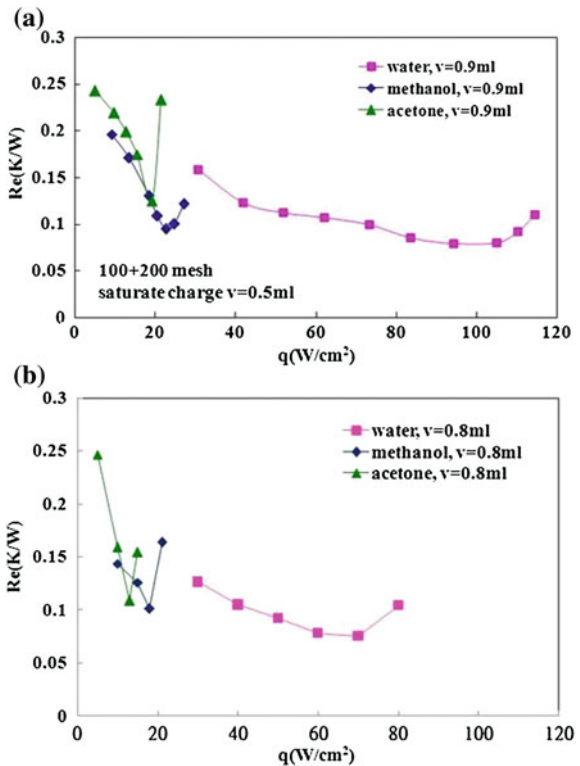 (a)
0.3
0.25
0.2
0.15
0.1
0.05
0
Re(K/W)
water, v=0.9ml
methanol, v=0.9ml
acetone, v=0.9ml
100+200 mesh
saturate charge v=0.5ml
0 20 40 60 80 100 120
q(W/cm²)
(b)
0.3
0.25
0.2
0.15
0.1
0.05
0
Re(K/W)
water, v=0.8ml
methanol, v=0.8ml
acetone, v=0.8ml
0 20 40 60 80 100 120
q(W/cm²)